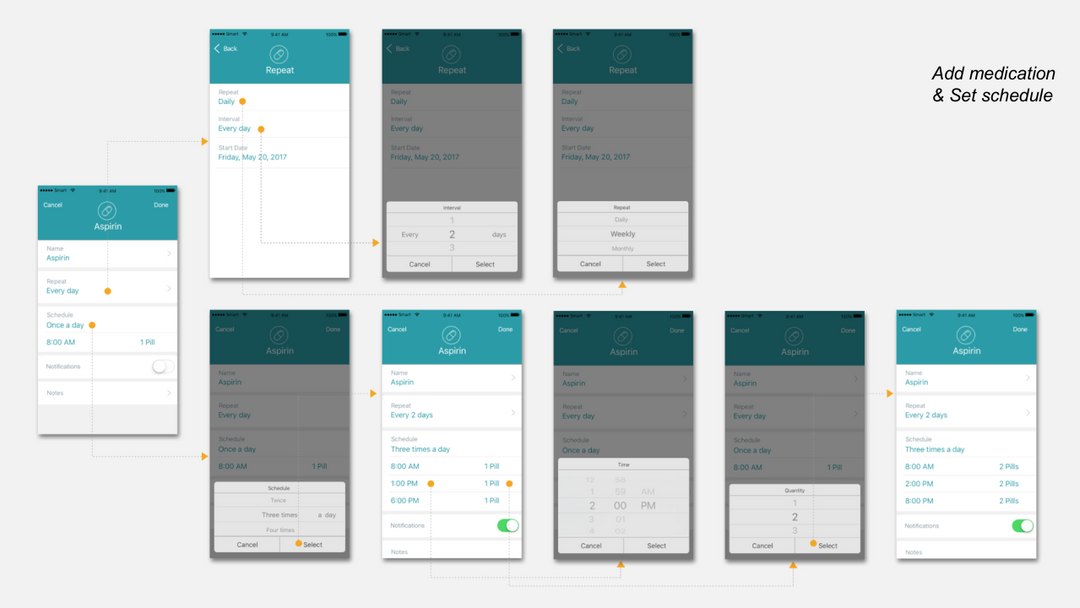 Add medication
& Set schedule
Smart 9:41 AM 100%
Cancel Done
Aspirin
Name
Aspirin
Repeat
Every day
Schedule
Once a day
8:00 AM 1 Pill
Notifications
Notes
Smart 9:41 AM 100%
Back
Repeat
Repeat
Daily
Interval
Every day
Start Date
Friday, May 20, 2017
Smart 9:41 AM 100%
Back
Repeat
Repeat
Daily
Interval
Every day
Start Date
Friday, May 20, 2017
Interval
1
Every 2 days
3
Cancel Select
Smart 9:41 AM 100%
Back
Repeat
Repeat
Daily
Interval
Every day
Start Date
Friday, May 20, 2017
Repeat
Daily
Weekly
Monthly
Cancel Select
Smart 9:41 AM 100%
Cancel Done
Aspirin
Name
Aspirin
Repeat
Every day
Schedule
Once a day
8:00 AM 1 Pill
Schedule
Twice
Three times a day
Four times
Cancel Select
Smart 9:41 AM 100%
Cancel Done
Aspirin
Name
Aspirin
Repeat
Every 2 days
Schedule
Three times a day
8:00 AM 1 Pill
1:00 PM 1 Pill
6:00 PM 1 Pill
Notifications
Notes
Smart 9:41 AM 100%
Cancel Done
Aspirin
Name
Aspirin
Repeat
Every day
Schedule
Once a day
Time
12 58
1 59 AM
2 00 PM
3 01
4 02
Cancel Select
Smart 9:41 AM 100%
Cancel Done
Aspirin
Name
Aspirin
Repeat
Every day
Schedule
Once a day
8:00 AM 1 Pill
Quantity
1
2
3
Cancel Select
Smart 9:41 AM 100%
Cancel Done
Aspirin
Name
Aspirin
Repeat
Every 2 days
Schedule
Three times a day
8:00 AM 2 Pills
2:00 PM 2 Pills
8:00 PM 2 Pills
Notifications
Notes